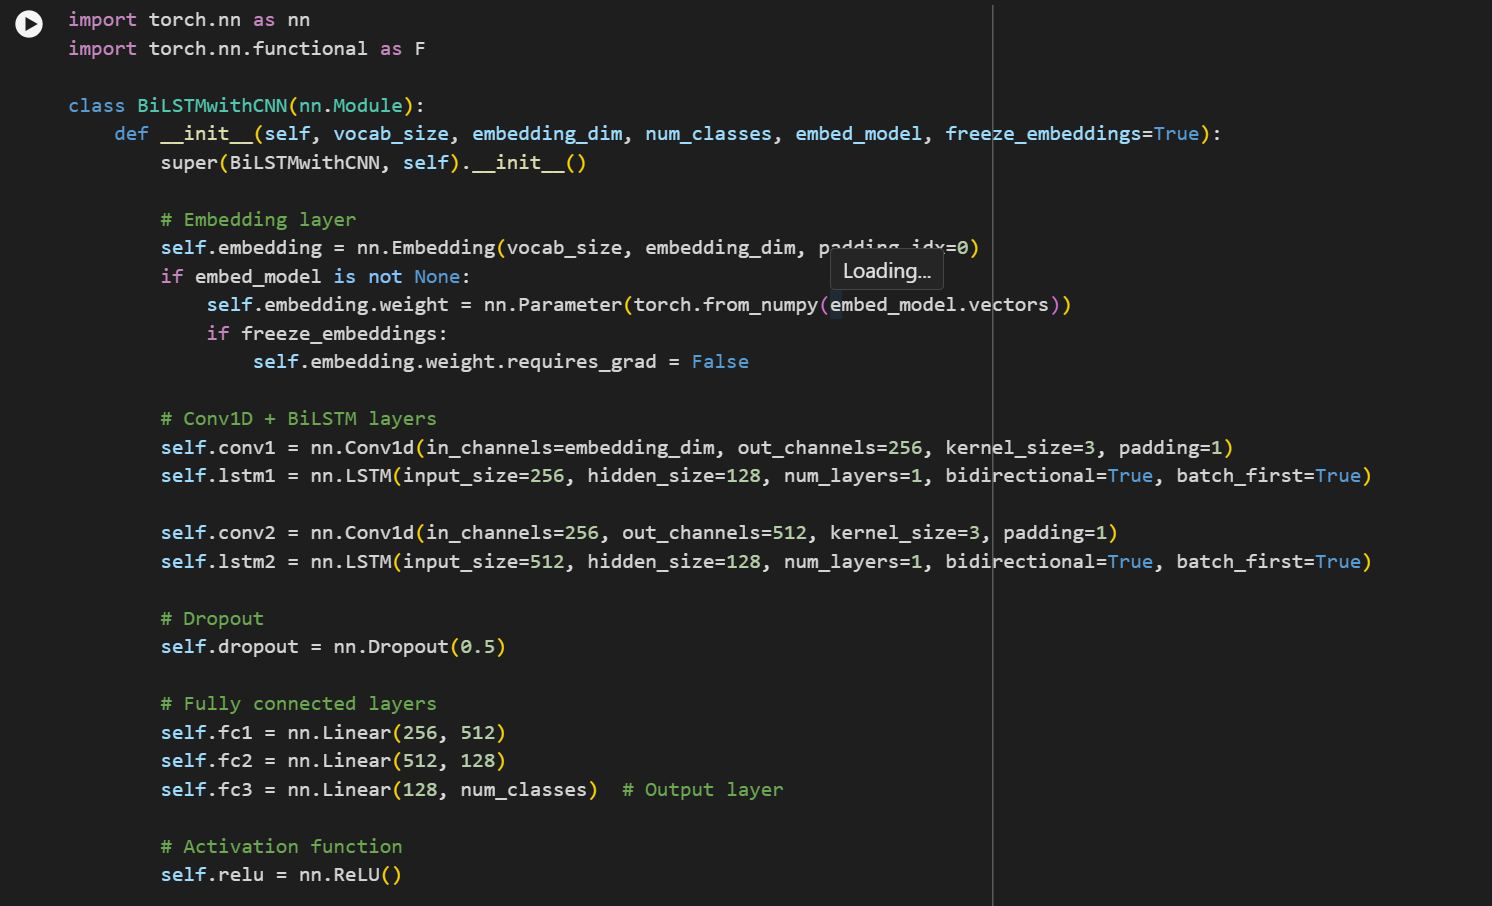 import torch.nn as nn
import torch.nn.functional as F
class BiLSTMwithCNN(nn.Module):
def __init__(self, vocab_size, embedding_dim, num_classes, embed_model, freeze_embeddings=True):
super(BiLSTMwithCNN, self).__init__()
# Embedding layer
self.embedding = nn.Embedding(vocab_size, embedding_dim, padding_idx=0)
Loading...
if embed_model is not None:
self.embedding.weight = nn.Parameter(torch.from_numpy(embed_model.vectors))
if freeze_embeddings:
self.embedding.weight.requires_grad = False
# Conv1D + BiLSTM layers
self.conv1 = nn.Conv1d(in_channels=embedding_dim, out_channels=256, kernel_size=3, padding=1)
self.lstm1 = nn.LSTM(input_size=256, hidden_size=128, num_layers=1, bidirectional=True, batch_first=True)
self.conv2 = nn.Conv1d(in_channels=256, out_channels=512, kernel_size=3, padding=1)
self.lstm2 = nn.LSTM(input_size=512, hidden_size=128, num_layers=1, bidirectional=True, batch_first=True)
# Dropout
self.dropout = nn.Dropout(0.5)
# Fully connected layers
self.fc1 = nn.Linear(256, 512)
self.fc2 = nn.Linear(512, 128)
self.fc3 = nn.Linear(128, num_classes)  # Output layer
# Activation function
self.relu = nn.ReLU()